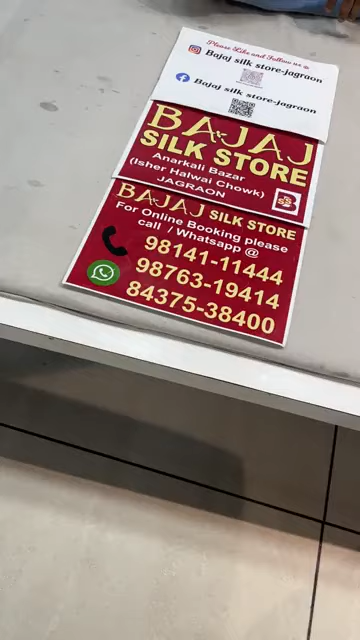 Please Like and Follow us @
Bajaj silk store-jagraon
Bajaj silk store-jagraon
BAJAJ
SILK STORE
Anarkali Bazar
(Isher Halwai Chowk)
JAGRAON
BAJAJ SILK STORE
For Online Booking please
call / Whatsapp @
98141-11444
98763-19414
84375-38400